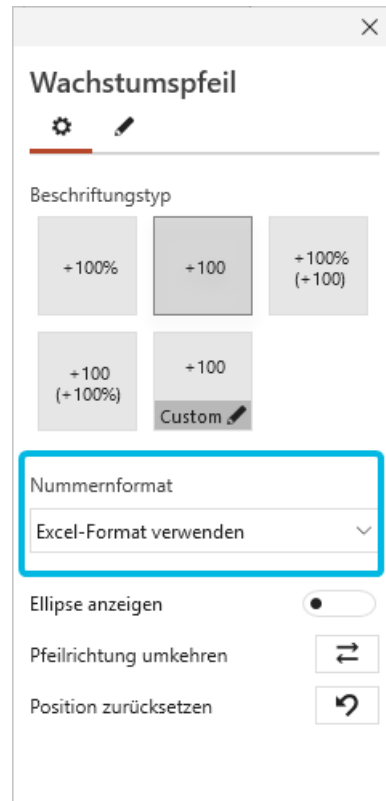 Wachstumspfeil
Beschriftungstyp
+100%
+100
+100%
(+100)
+100
(+100%)
+100
Custom
Nummernformat
Excel-Format verwenden
Ellipse anzeigen
Pfeilrichtung umkehren
Position zurücksetzen